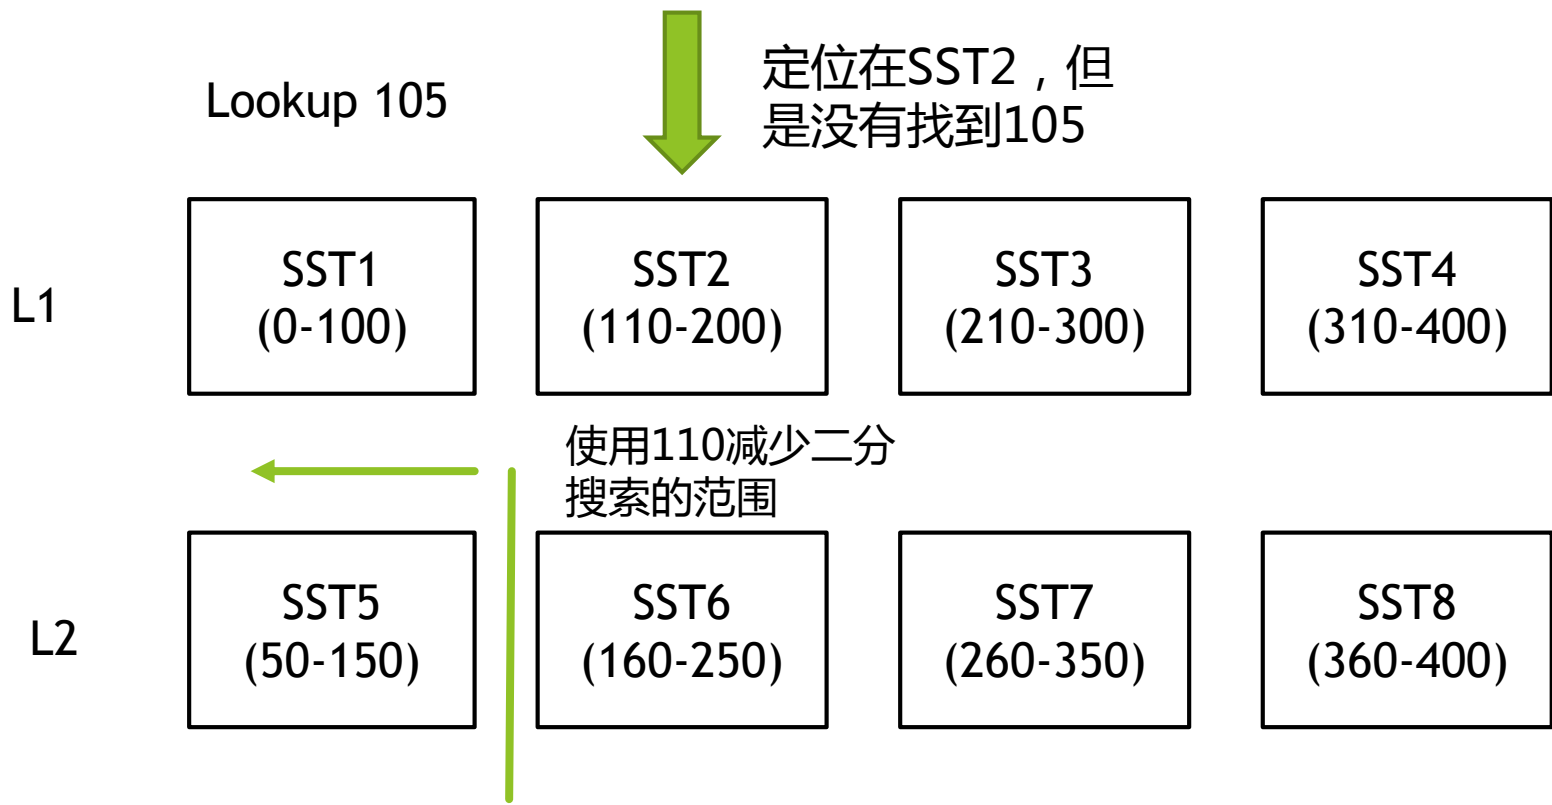 Lookup 105
定位在SST2，但
是没有找到105
L1
SST1
(0-100)
SST2
(110-200)
SST3
(210-300)
SST4
(310-400)
使用110减少二分
搜索的范围
L2
SST5
(50-150)
SST6
(160-250)
SST7
(260-350)
SST8
(360-400)